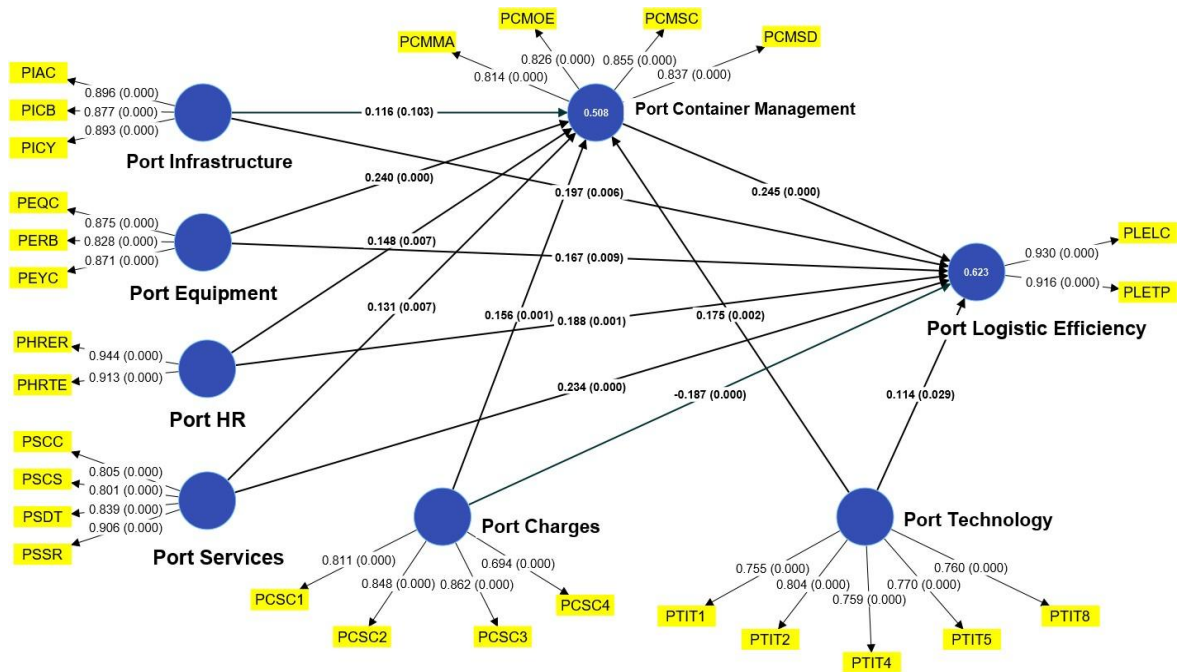 PCMMA
PCMOE
PCMSC
PCMSD
0.814 (0.000)
0.826 (0.000)
0.855 (0.000)
0.837 (0.000)
0.508
Port Container Management
PIAC
PICB
PICY
0.896 (0.000)
0.877 (0.000)
0.893 (0.000)
Port Infrastructure
0.116 (0.103)
0.197 (0.006)
0.245 (0.000)
PEQC
PERB
PEYC
0.875 (0.000)
0.828 (0.000)
0.871 (0.000)
Port Equipment
0.240 (0.000)
0.167 (0.009)
PLELC
PLETP
0.930 (0.000)
0.916 (0.000)
0.623
Port Logistic Efficiency
PHRER
PHRTE
0.944 (0.000)
0.913 (0.000)
Port HR
0.148 (0.007)
0.188 (0.001)
PSCC
PSCS
PSDT
PSSR
0.805 (0.000)
0.801 (0.000)
0.839 (0.000)
0.906 (0.000)
Port Services
0.131 (0.007)
0.234 (0.000)
0.156 (0.001)
-0.187 (0.000)
0.175 (0.002)
0.114 (0.029)
Port Charges
0.811 (0.000)
0.848 (0.000)
0.862 (0.000)
0.694 (0.000)
PCSC1
PCSC2
PCSC3
PCSC4
Port Technology
0.755 (0.000)
0.804 (0.000)
0.759 (0.000)
0.770 (0.000)
0.760 (0.000)
PTIT1
PTIT2
PTIT4
PTIT5
PTIT8